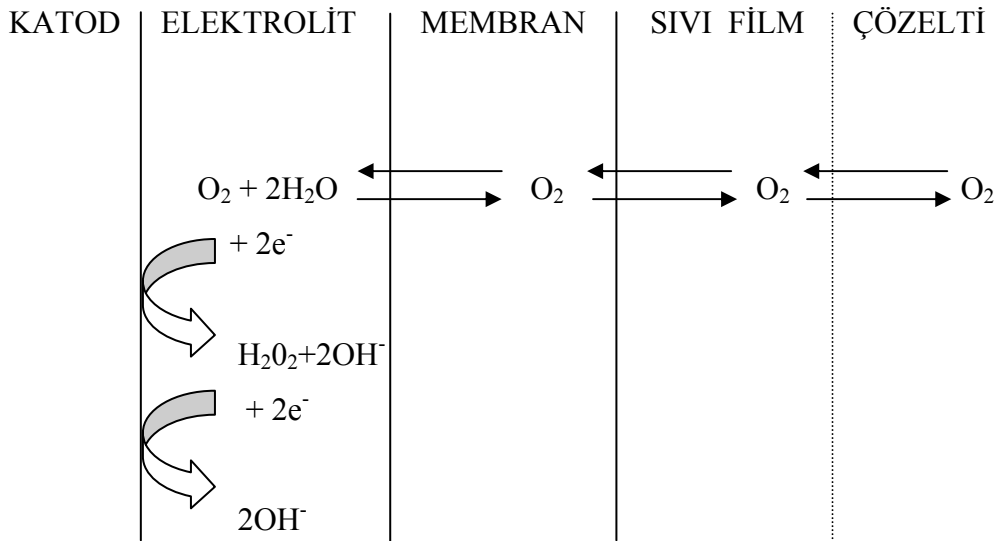 KATOD ELEKTROLİT MEMBRAN SIVI FİLM ÇÖZELTİ
O₂ + 2H₂O O₂ O₂ O₂
+ 2e⁻
H₂0₂+2OH⁻
+ 2e⁻
2OH⁻